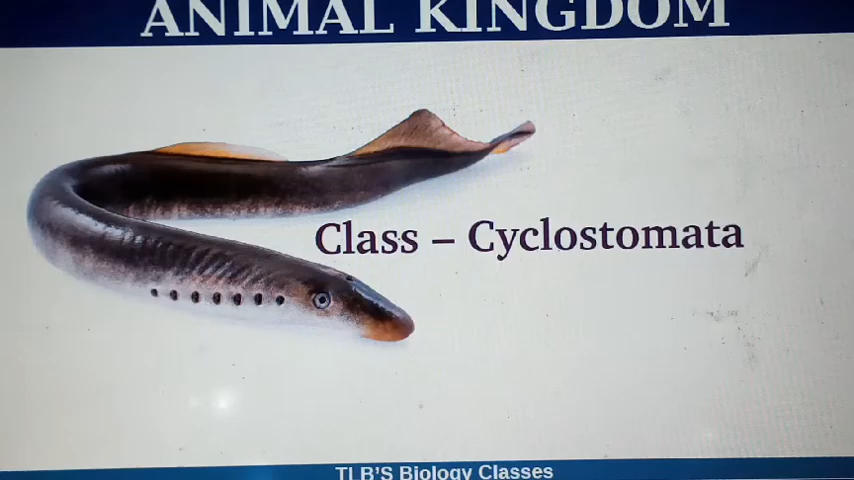 ANIMAL KINGDOM
Class – Cyclostomata
TLB'S Biology Classes